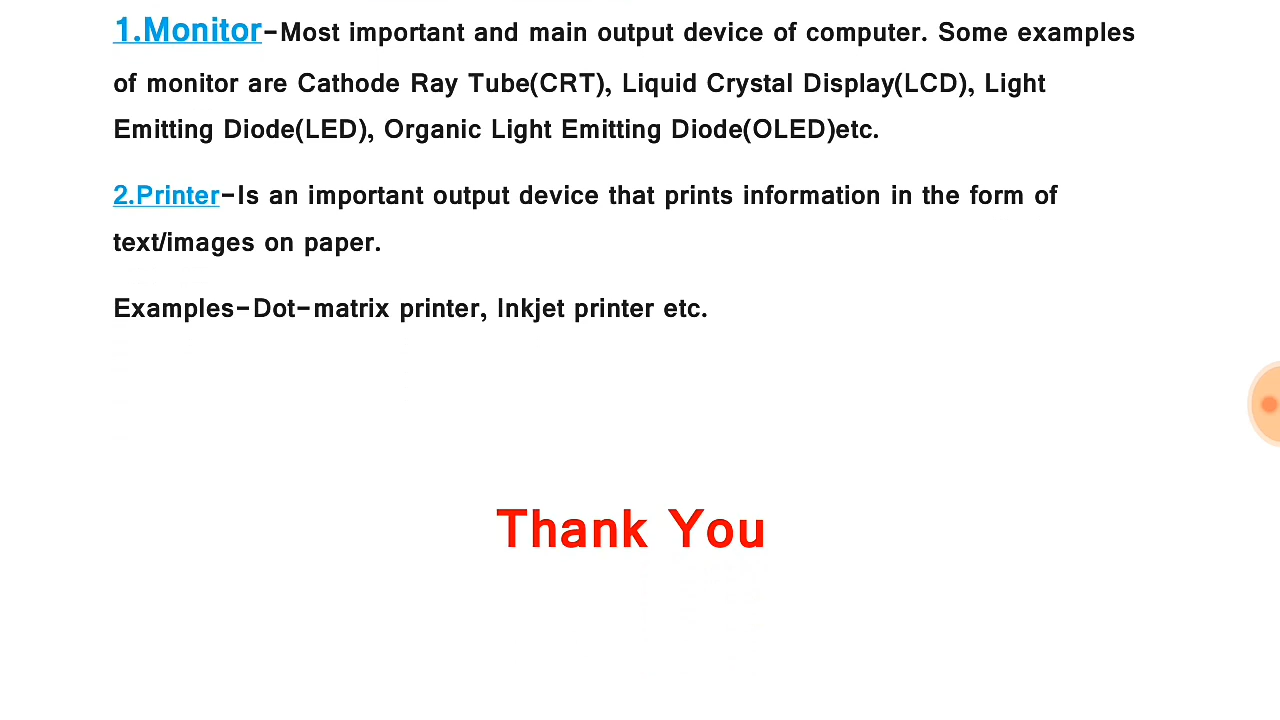 1.Monitor-Most important and main output device of computer. Some examples
of monitor are Cathode Ray Tube(CRT), Liquid Crystal Display(LCD), Light
Emitting Diode(LED), Organic Light Emitting Diode(OLED)etc.
2.Printer-Is an important output device that prints information in the form of
text/images on paper.
Examples-Dot-matrix printer, Inkjet printer etc.
Thank You